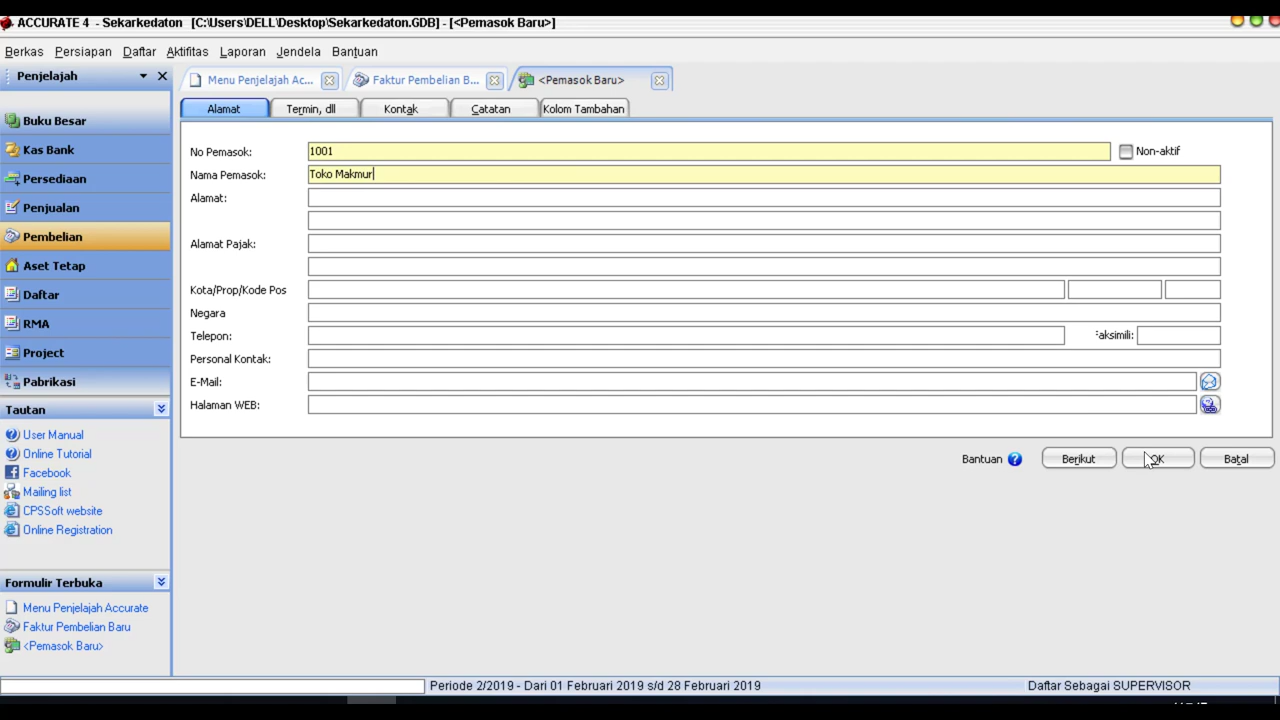 ACCURATE 4 - Sekarkedaton [C:\Users\DELL\Desktop\Sekarkedaton.GDB] - [<Pemasok Baru>]
Berkas Persiapan Daftar Aktifitas Laporan Jendela Bantuan
Penjelajah
Menu Penjelajah Ac... Faktur Pembelian B... <Pemasok Baru>
Alamat Termin, dll Kontak Catatan Kolom Tambahan
Buku Besar
Kas Bank
Persediaan
Penjualan
Pembelian
Aset Tetap
Daftar
RMA
Project
Pabrikasi
Tautan
User Manual
Online Tutorial
Facebook
Mailing list
CPSSoft website
Online Registration
Formulir Terbuka
Menu Penjelajah Accurate
Faktur Pembelian Baru
<Pemasok Baru>
No Pemasok: 1001 Non-aktif
Nama Pemasok: Toko Makmur
Alamat:
Alamat Pajak:
Kota/Prop/Kode Pos
Negara
Telepon: aksimili:
Personal Kontak:
E-Mail:
Halaman WEB:
Bantuan Berikut OK Batal
Periode 2/2019 - Dari 01 Februari 2019 s/d 28 Februari 2019 Daftar Sebagai SUPERVISOR